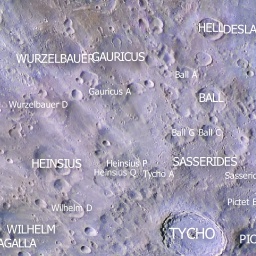 HELL
DESLA
WURZELBAUER
GAURICUS
Ball A
Gauricus A
BALL
Wurzelbauer D
Ball G
Ball C
HEINSIUS
Heinsius P
SASSERIDES
Heinsius Q
Tycho A
Sasseric
Pictet E
Wilhelm D
WILHELM
TYCHO
PIC
AGALLA